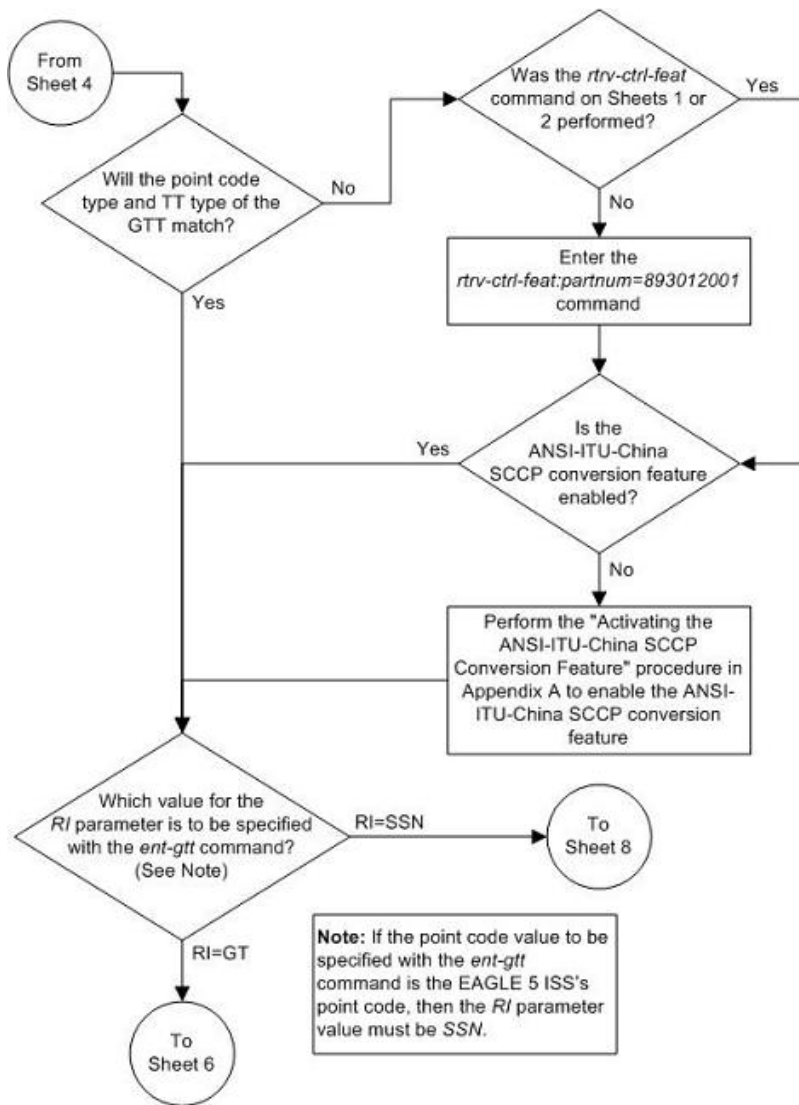 From
Sheet 4
Was the rtrv-ctrl-feat
command on Sheets 1 or
2 performed?
Yes
Will the point code
type and TT type of the
GTT match?
No
No
Enter the
rtrv-ctrl-feat:partnum=893012001
command
Yes
Is the
ANSI-ITU-China
SCCP conversion feature
enabled?
Yes
No
Perform the "Activating the
ANSI-ITU-China SCCP
Conversion Feature" procedure in
Appendix A to enable the ANSI-
ITU-China SCCP conversion
feature
Which value for the
RI parameter is to be specified
with the ent-gtt command?
(See Note)
RI=SSN
To
Sheet 8
RI=GT
Note: If the point code value to be
specified with the ent-gtt
command is the EAGLE 5 ISS's
point code, then the RI parameter
value must be SSN.
To
Sheet 6